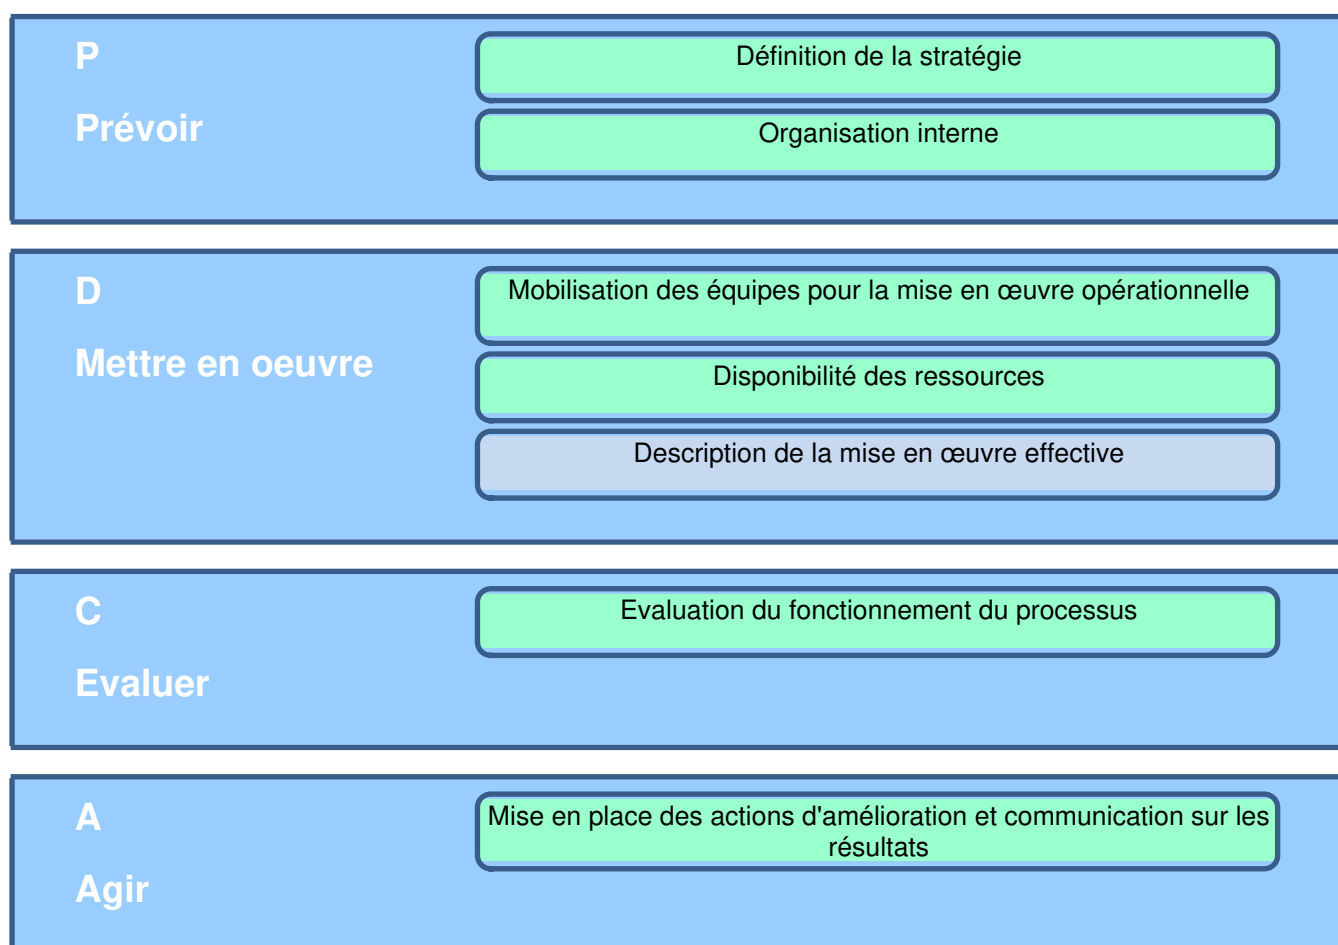 P
Définition de la stratégie
Prévoir
Organisation interne
D
Mobilisation des équipes pour la mise en œuvre opérationnelle
Mettre en oeuvre
Disponibilité des ressources
Description de la mise en œuvre effective
C
Evaluation du fonctionnement du processus
Evaluer
A
Mise en place des actions d'amélioration et communication sur les
résultats
Agir